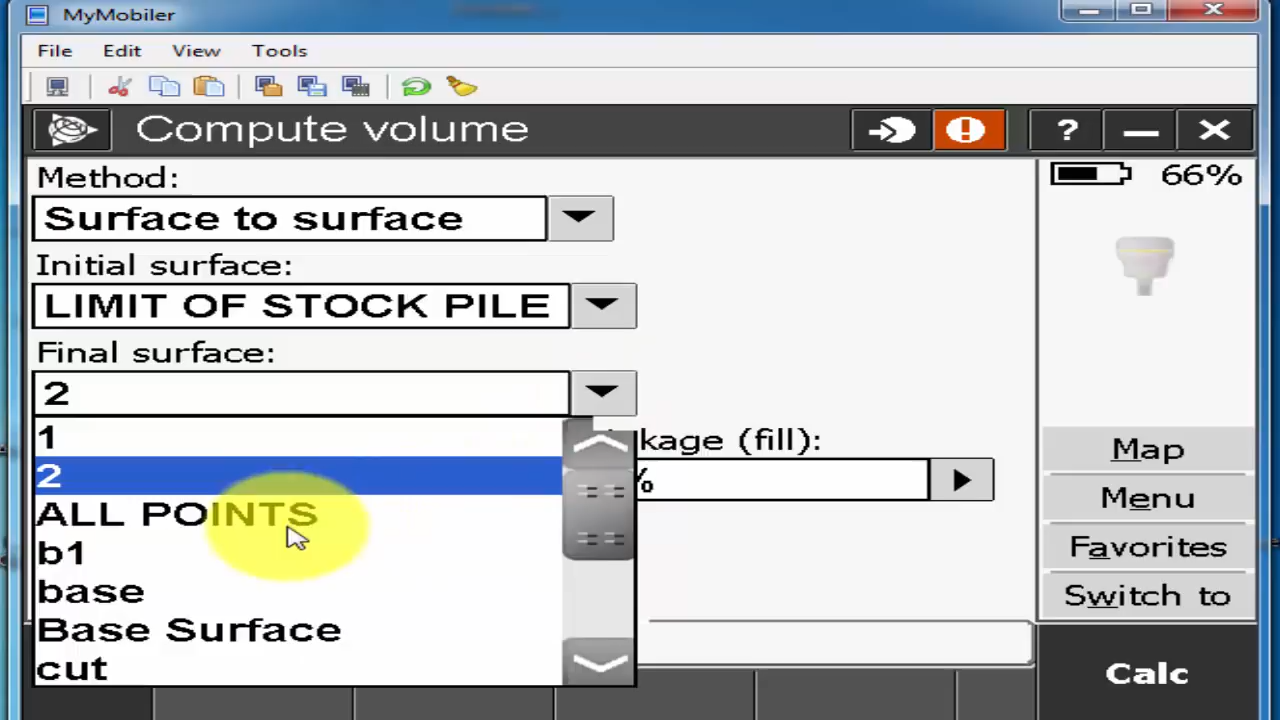 MyMobiler
File Edit View Tools
Compute volume
?
Method:
66%
Surface to surface
Initial surface:
LIMIT OF STOCK PILE
Final surface:
2
1
kage (fill):
Map
2
%
Menu
ALL POINTS
b1
Favorites
base
Switch to
Base Surface
cut
Calc